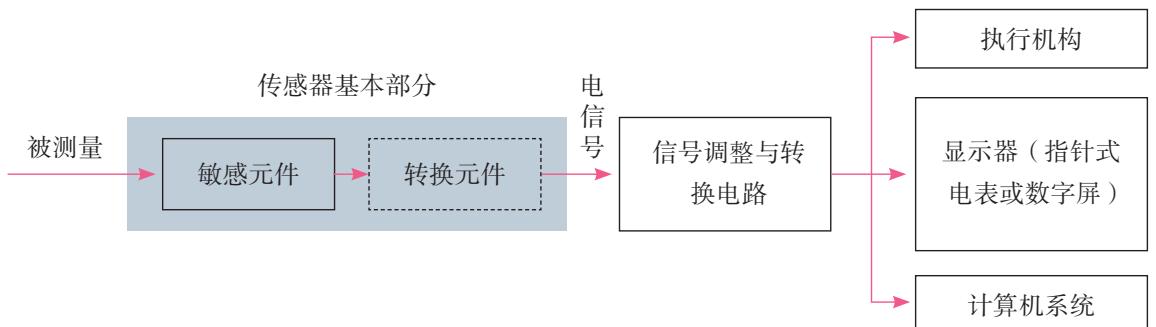 传感器基本部分
被测量
敏感元件
转换元件
电信号
信号调整与转
换电路
执行机构
显示器（指针式
电表或数字屏）
计算机系统